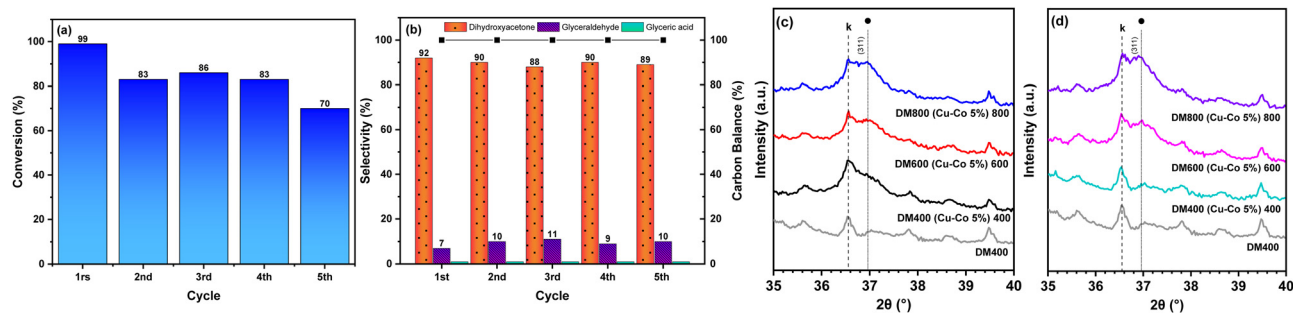 (a)
99
83
86
83
70
100
80
60
40
20
0
Conversion (%)
1rs
2nd
3rd
4th
5th
Cycle
(b)
Dihydroxyacetone
Glyceraldehyde
Glyceric acid
92
90
88
90
89
7
10
11
9
10
100
80
60
40
20
0
Selectivity (%)
100
80
60
40
20
0
Carbon Balance (%)
1st
2nd
3rd
4th
5th
Cycle
(c)
k
(311)
DM800 (Cu-Co 5%) 800
DM600 (Cu-Co 5%) 600
DM400 (Cu-Co 5%) 400
DM400
Intensity (a.u.)
35
36
37
38
39
40
2θ (°)
(d)
k
(311)
DM800 (Cu-Co 5%) 800
DM600 (Cu-Co 5%) 600
DM400 (Cu-Co 5%) 400
DM400
Intensity (a.u.)
35
36
37
38
39
40
2θ (°)